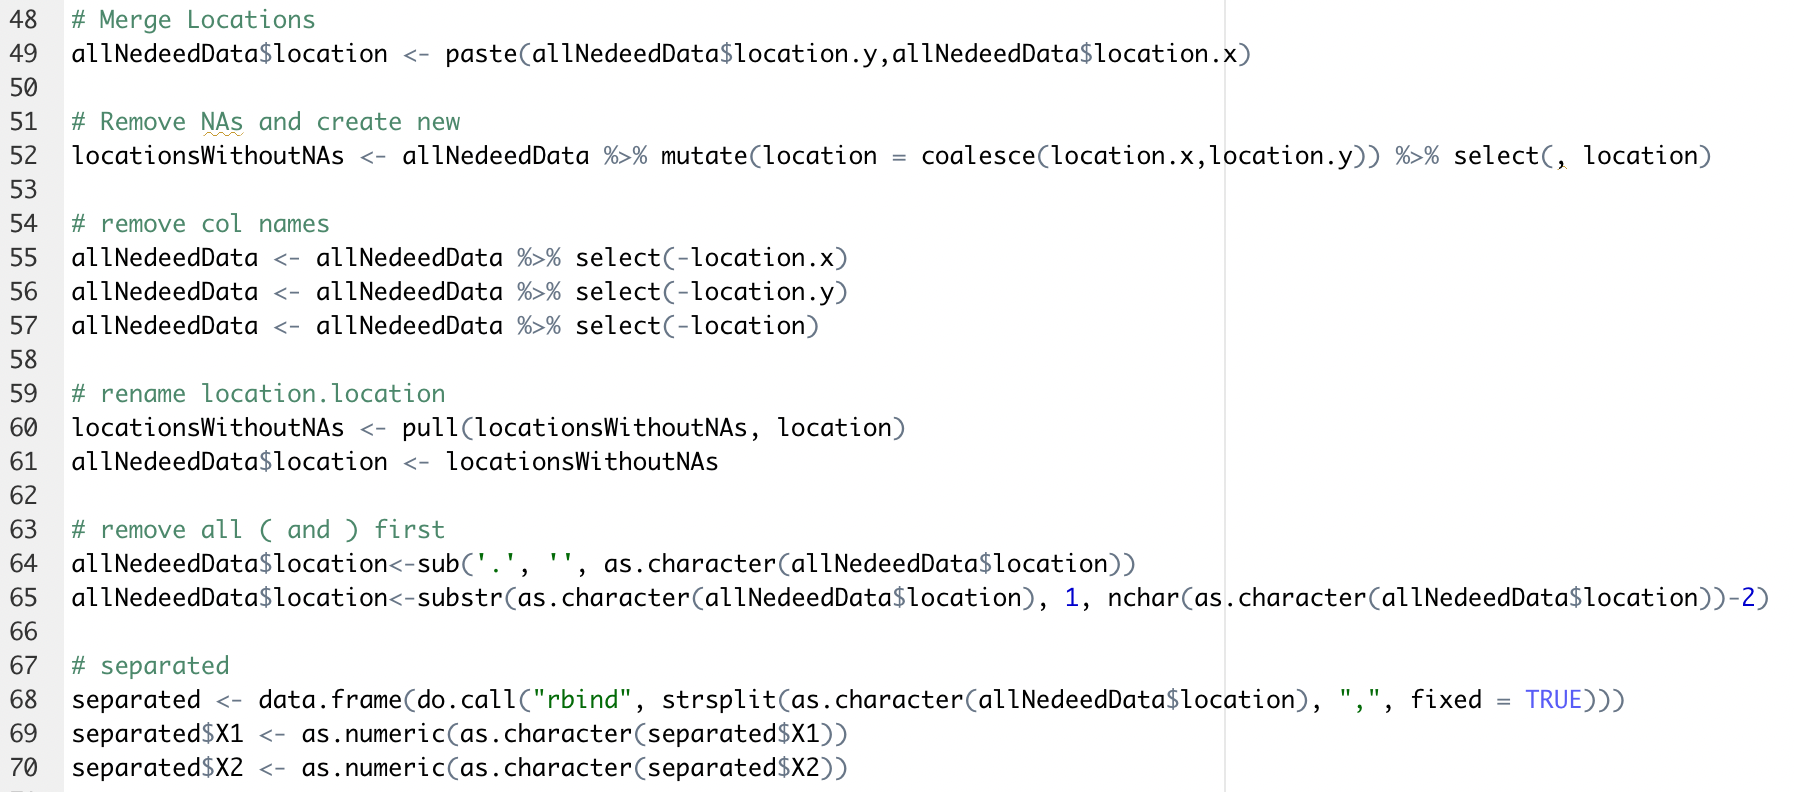 48 # Merge Locations
49 allNedeedData$location <- paste(allNedeedData$location.y,allNedeedData$location.x)
50
51 # Remove NAs and create new
52 locationsWithoutNAs <- allNedeedData %>% mutate(location = coalesce(location.x,location.y)) %>% select(, location)
53
54 # remove col names
55 allNedeedData <- allNedeedData %>% select(-location.x)
56 allNedeedData <- allNedeedData %>% select(-location.y)
57 allNedeedData <- allNedeedData %>% select(-location)
58
59 # rename location.location
60 locationsWithoutNAs <- pull(locationsWithoutNAs, location)
61 allNedeedData$location <- locationsWithoutNAs
62
63 # remove all ( and ) first
64 allNedeedData$location<-sub('.', '', as.character(allNedeedData$location))
65 allNedeedData$location<-substr(as.character(allNedeedData$location), 1, nchar(as.character(allNedeedData$location))-2)
66
67 # separated
68 separated <- data.frame(do.call("rbind", strsplit(as.character(allNedeedData$location), ",", fixed = TRUE)))
69 separated$X1 <- as.numeric(as.character(separated$X1))
70 separated$X2 <- as.numeric(as.character(separated$X2))